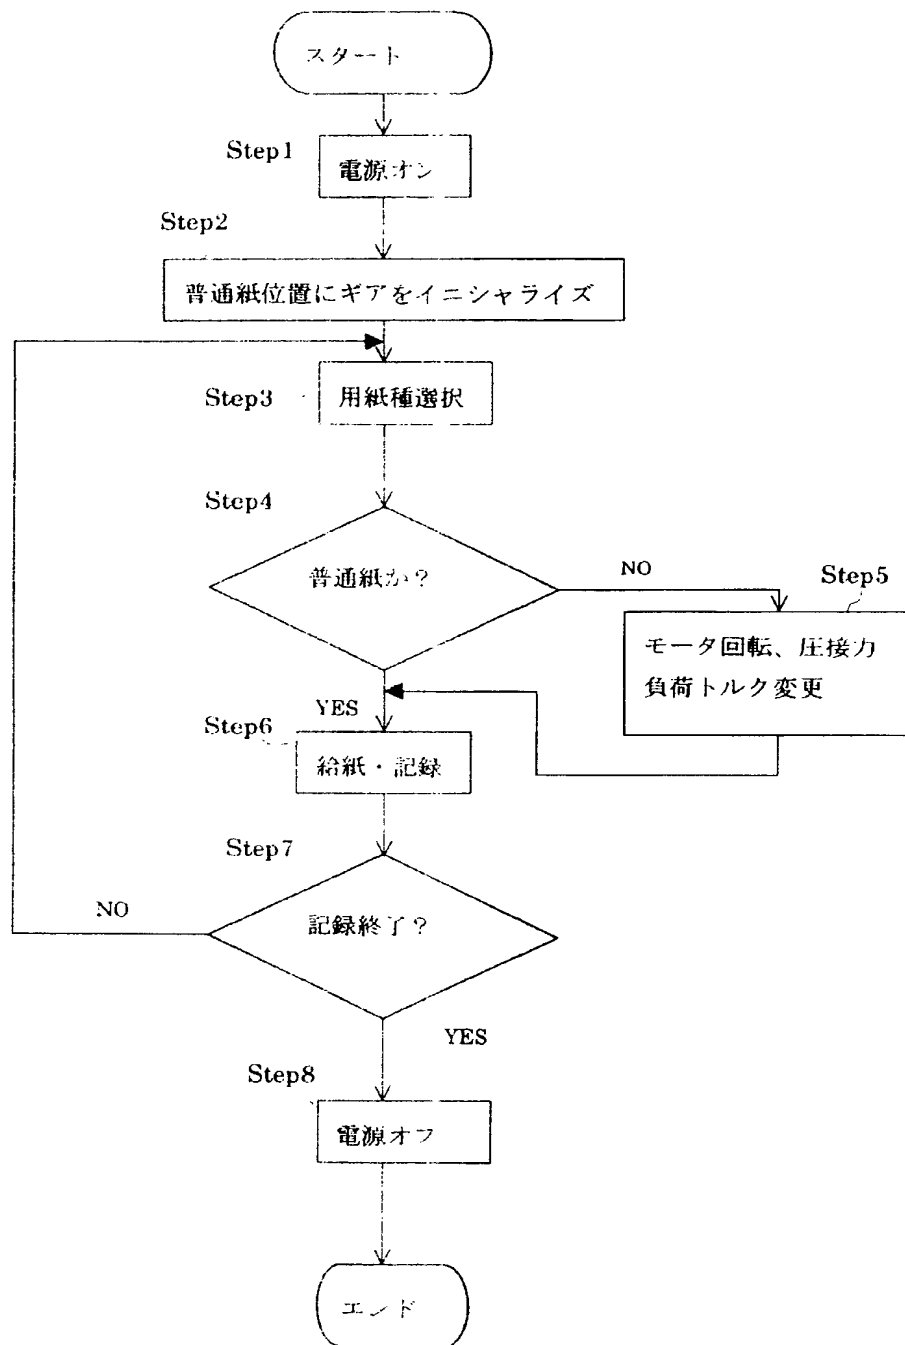 スタート
Step1
電源オン
Step2
普通紙位置にギアをイニシャライズ
Step3
用紙種選択
Step4
普通紙か?
NO
Step5
モータ回転、圧接力
負荷トルク変更
YES
Step6
給紙・記録
Step7
記録終了?
NO
YES
Step8
電源オフ
エンド